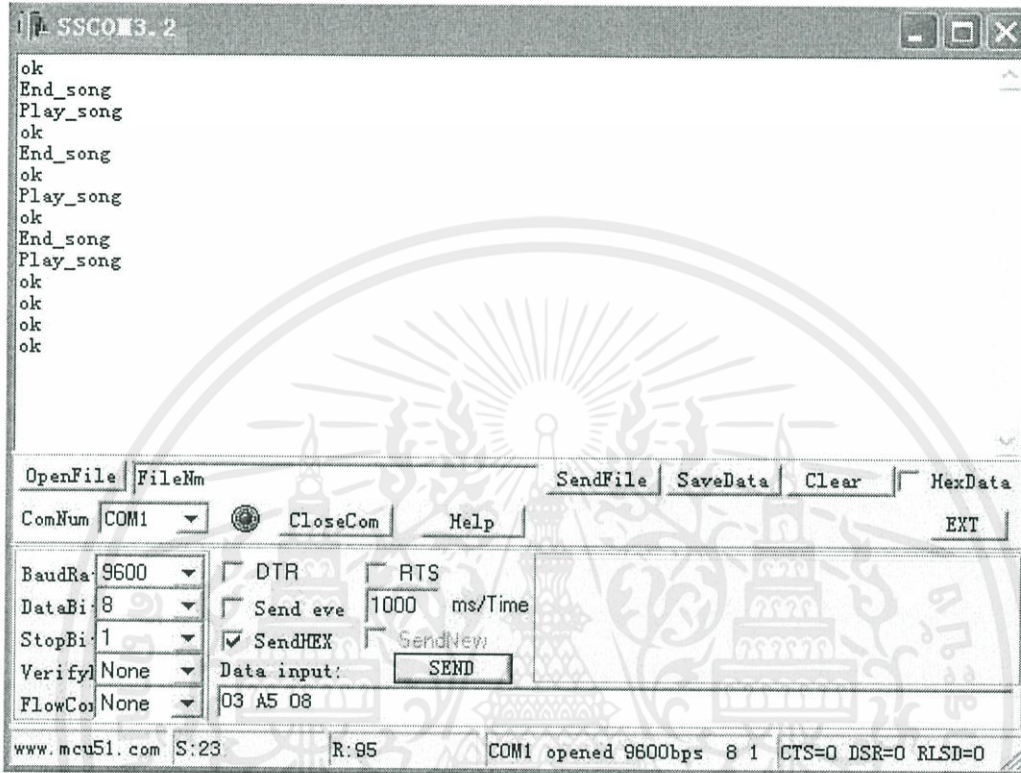 SSCOM3.2
ok
End_song
Play_song
ok
End_song
ok
Play_song
ok
End_song
Play_song
ok
ok
ok
ok
OpenFile FileNm SendFile SaveData Clear HexData
ComNum COM1 CloseCom Help EXT
BaudRa 9600 DTR RTS
DataBi 8 Send eve 1000 ms/Time
StopBi 1 SendHEX SendNew
Verify None Data input: SEND
FlowCo None 03 A5 08
www.mcu51.com S:23 R:95 COM1 opened 9600bps 8 1 CTS=0 DSR=0 RLSD=0